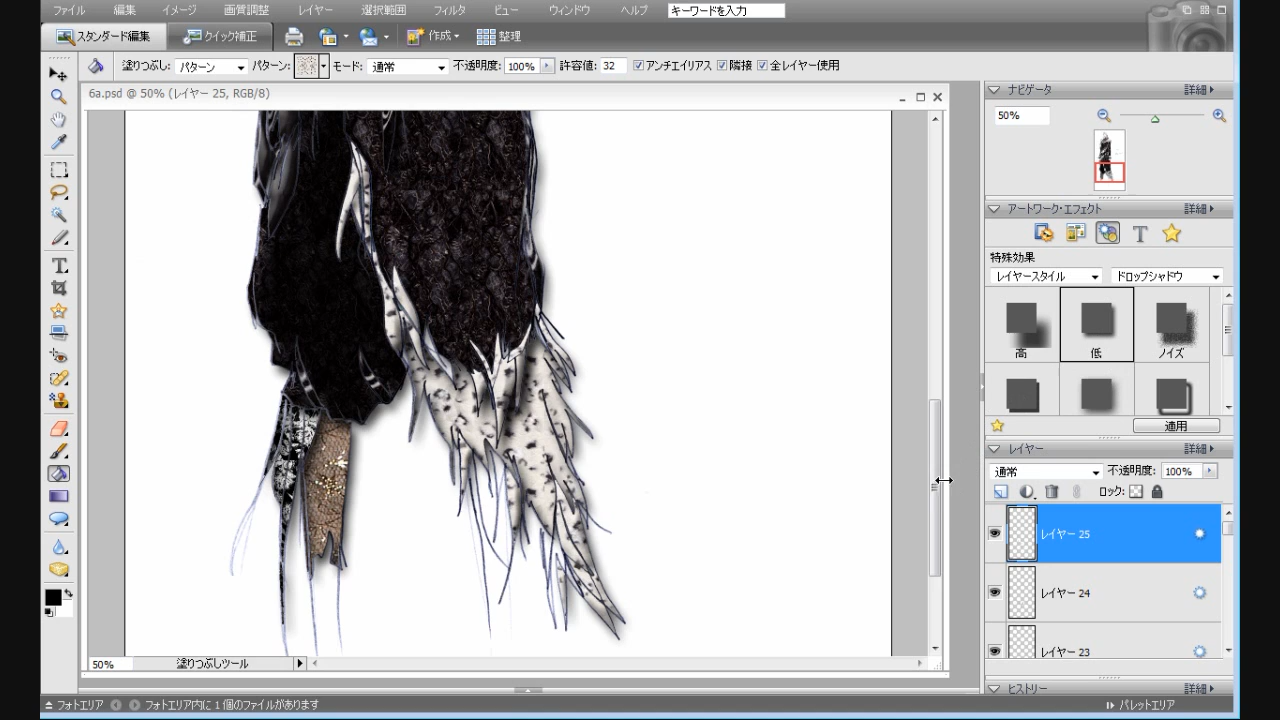 ファイル 編集 イメージ 画質調整 レイヤー 選択範囲 フィルタ ビュー ウィンドウ ヘルプ キーワードを入力
スタンダード編集 クイック補正 作成 整理
塗りつぶし: パターン パターン: モード: 通常 不透明度: 100% 許容値: 32 アンチエイリアス 隣接 全レイヤー使用
6a.psd @ 50% (レイヤー 25, RGB/8)
ナビゲータ 詳細
50%
アートワーク・エフェクト 詳細
特殊効果
レイヤースタイル ドロップシャドウ
高 低 ノイズ
適用
レイヤー 詳細
通常 不透明度: 100%
ロック:
レイヤー 25
レイヤー 24
レイヤー 23
50% 塗りつぶしツール
ヒストリー 詳細
フォトエリア フォトエリア内に 1 個のファイルがあります パレットエリア